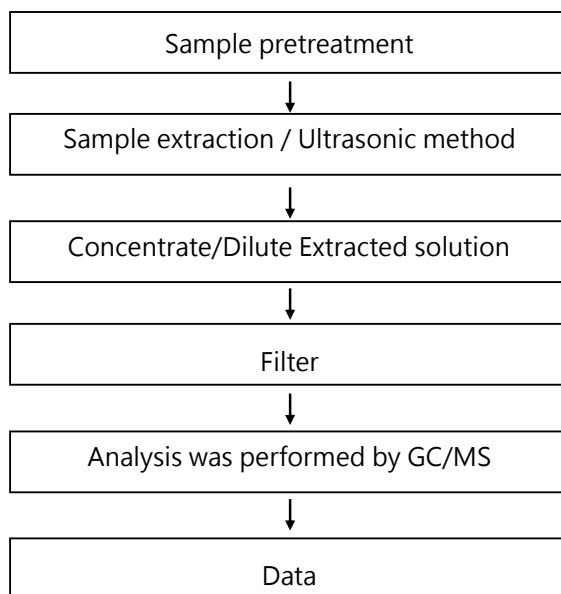 Sample pretreatment
Sample extraction / Ultrasonic method
Concentrate/Dilute Extracted solution
Filter
Analysis was performed by GC/MS
Data